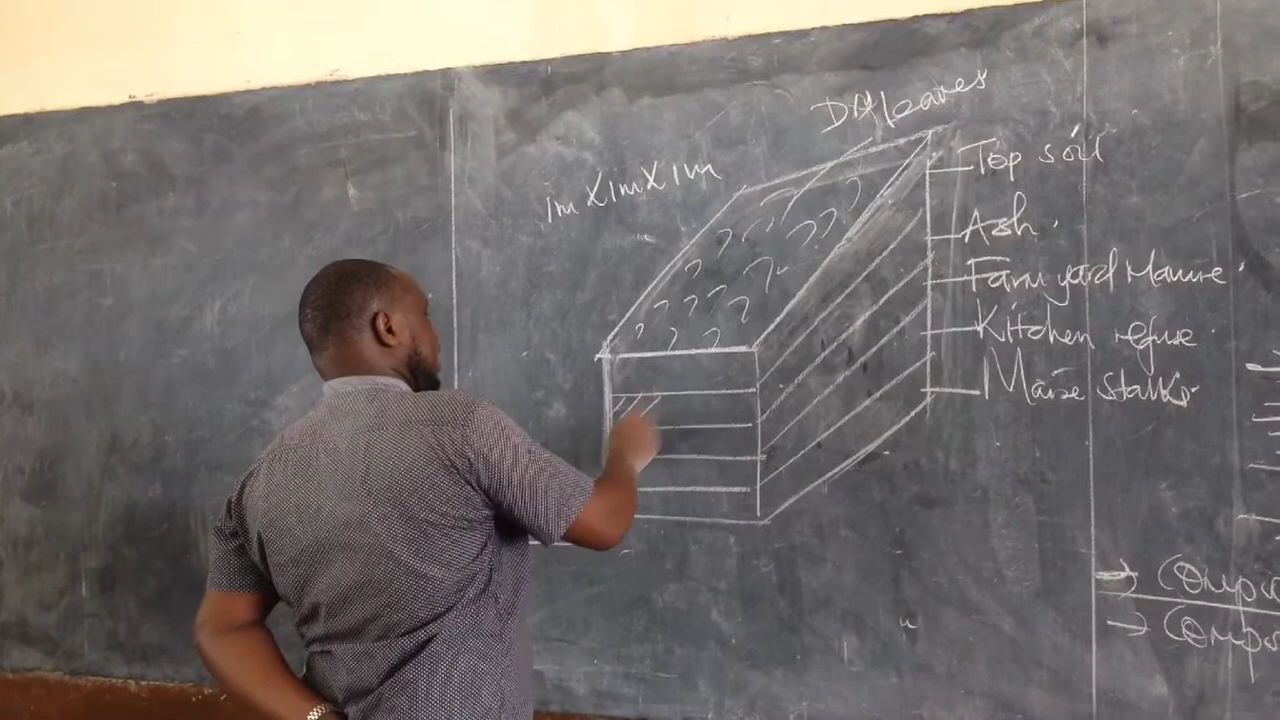 Dry leaves
1m X 1m X 1m
Top soil
Ash.
Farm yard Manure.
Kitchen refuse.
Maize stalks.